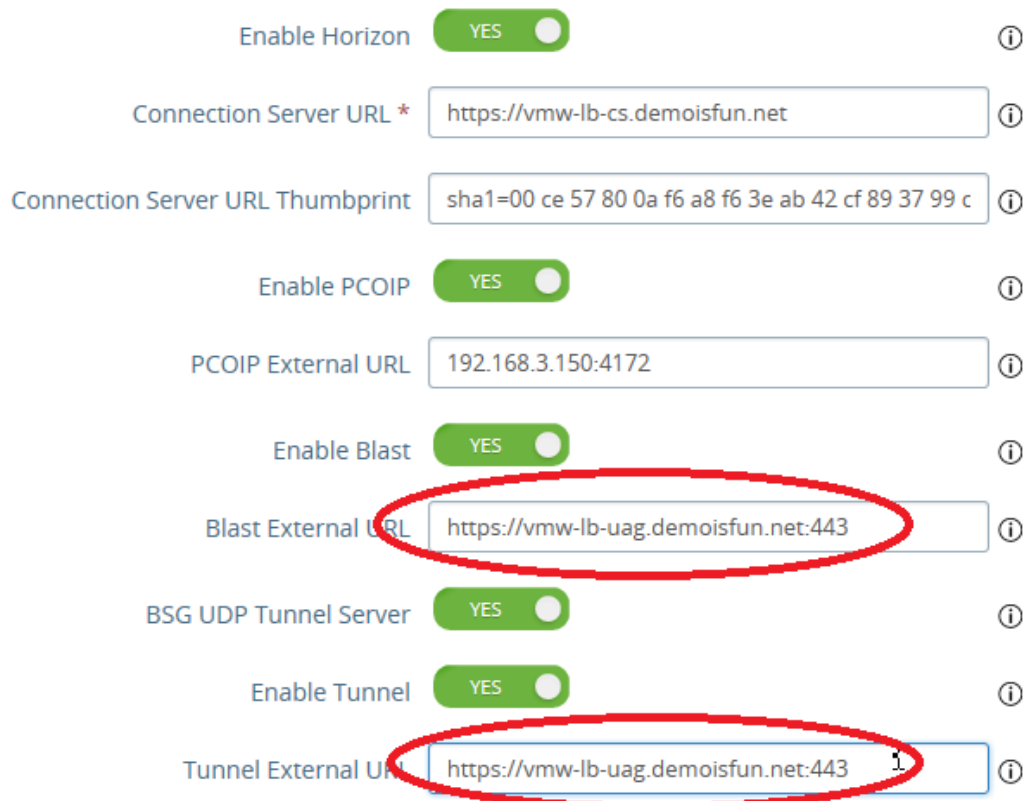 Enable Horizon YES
Connection Server URL * https://vmw-lb-cs.demoisfun.net
Connection Server URL Thumbprint sha1=00 ce 57 80 0a f6 a8 f6 3e ab 42 cf 89 37 99 c
Enable PCOIP YES
PCOIP External URL 192.168.3.150:4172
Enable Blast YES
Blast External URL https://vmw-lb-uag.demoisfun.net:443
BSG UDP Tunnel Server YES
Enable Tunnel YES
Tunnel External URL https://vmw-lb-uag.demoisfun.net:443